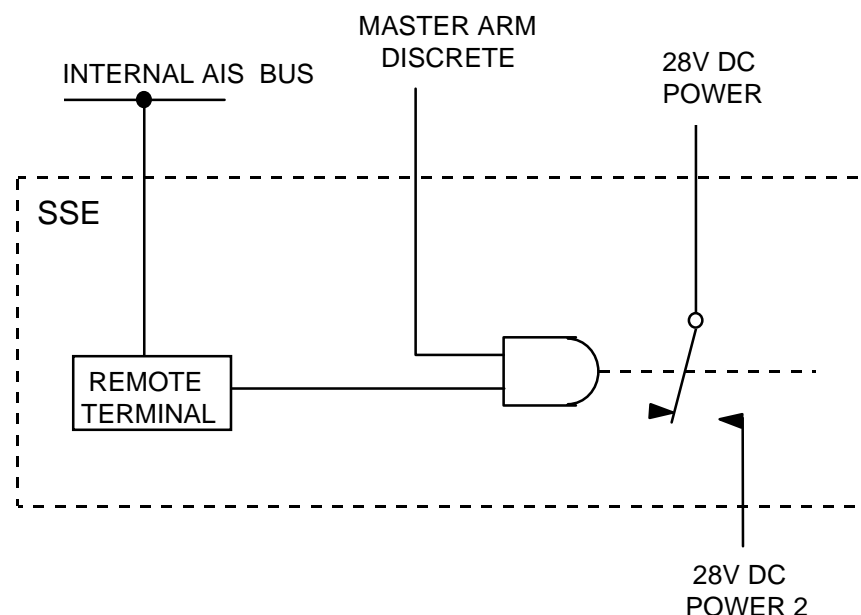 MASTER ARM
DISCRETE
INTERNAL AIS BUS
28V DC
POWER
SSE
REMOTE
TERMINAL
28V DC
POWER 2